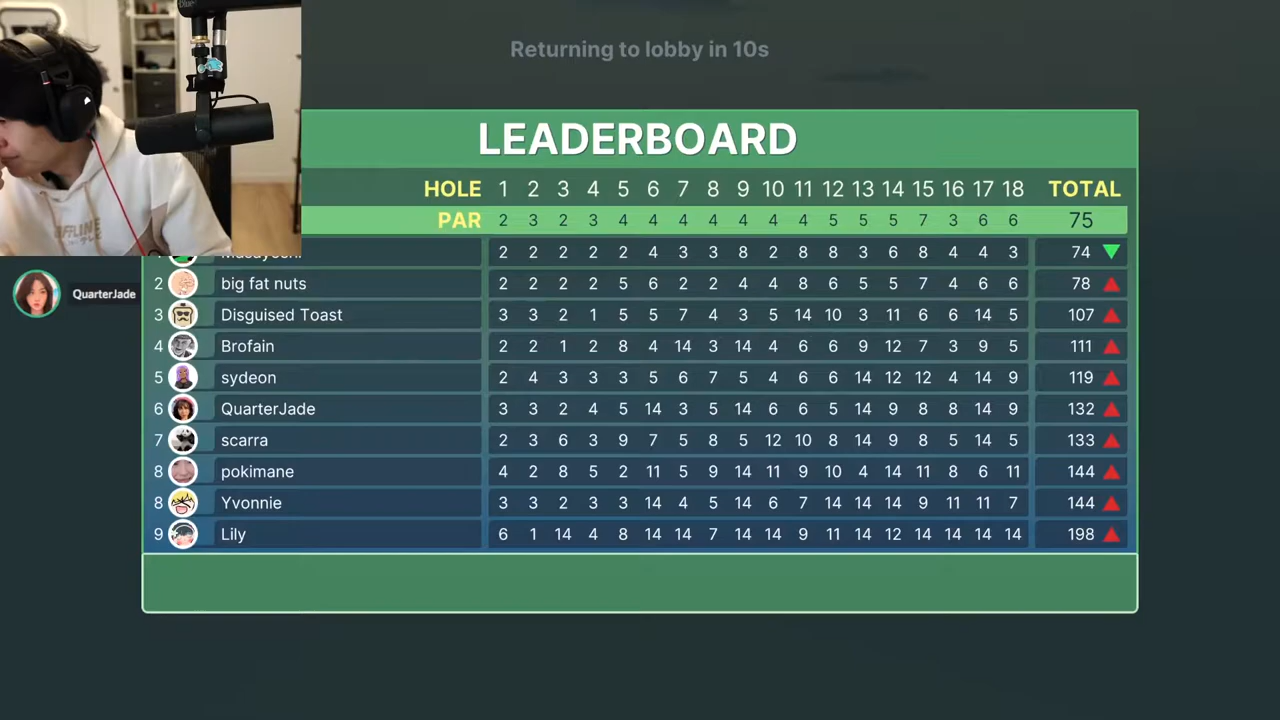 Returning to lobby in 10s
LEADERBOARD
HOLE 1 2 3 4 5 6 7 8 9 10 11 12 13 14 15 16 17 18 TOTAL
PAR 2 3 2 3 4 4 4 4 4 4 4 5 5 5 7 3 6 6 75
2 2 2 2 2 4 3 3 8 2 8 8 3 6 8 4 4 3 74
2 big fat nuts 2 2 2 2 5 6 2 2 4 4 8 6 5 5 7 4 6 6 78
QuarterJade
3 Disguised Toast 3 3 2 1 5 5 7 4 3 5 14 10 3 11 6 6 14 5 107
4 Brofain 2 2 1 2 8 4 14 3 14 4 6 6 9 12 7 3 9 5 111
5 sydeon 2 4 3 3 3 5 6 7 5 4 6 6 14 12 12 4 14 9 119
6 QuarterJade 3 3 2 4 5 14 3 5 14 6 6 5 14 9 8 8 14 9 132
7 scarra 2 3 6 3 9 7 5 8 5 12 10 8 14 9 8 5 14 5 133
8 pokimane 4 2 8 5 2 11 5 9 14 11 9 10 4 14 11 8 6 11 144
8 Yvonnie 3 3 2 3 3 14 4 5 14 6 7 14 14 14 9 11 11 7 144
9 Lily 6 1 14 4 8 14 14 7 14 14 9 11 14 12 14 14 14 14 198